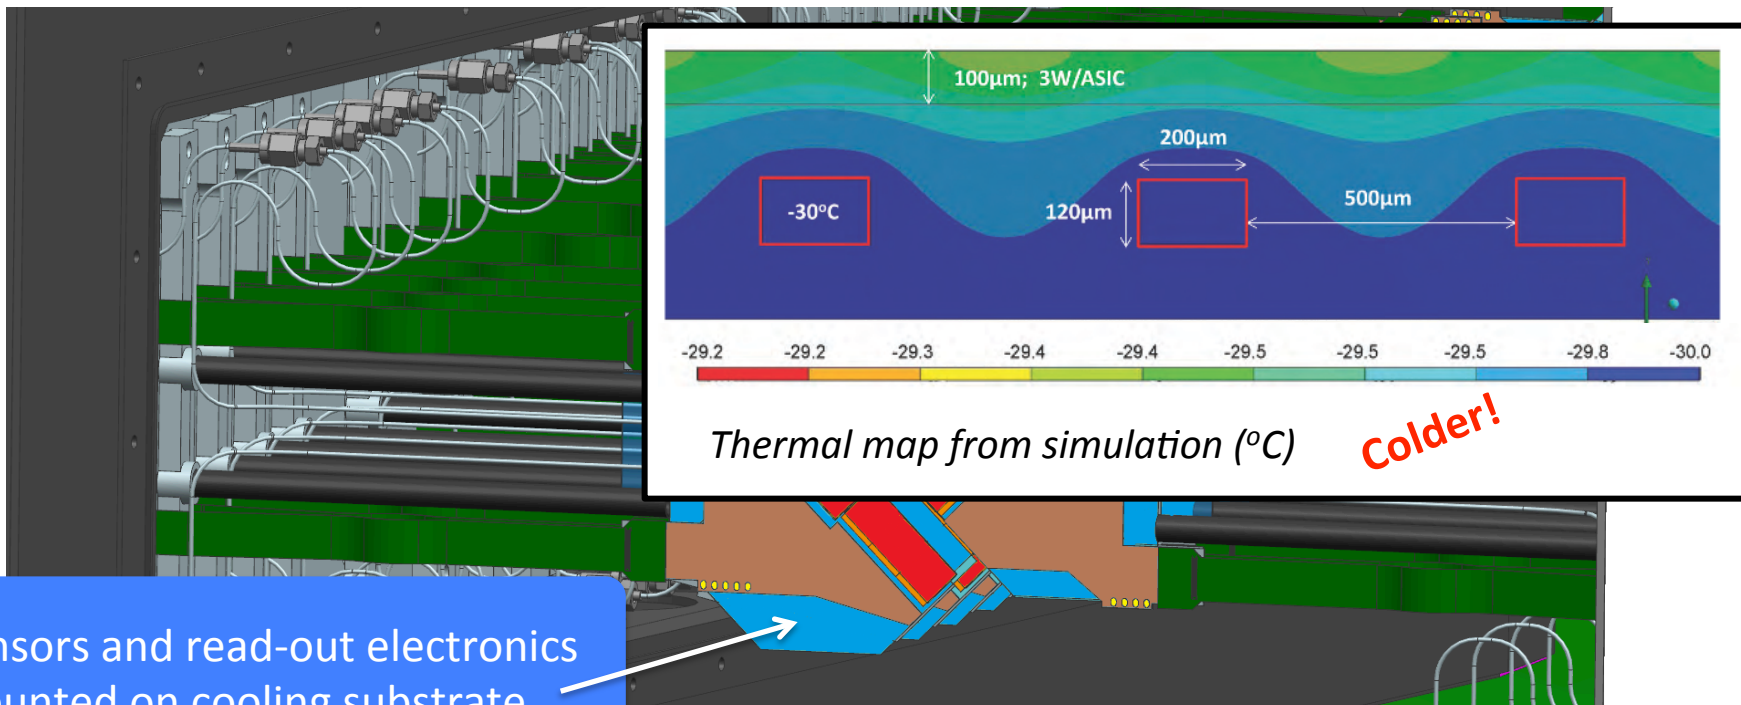 100μm; 3W/ASIC
200μm
-30°C
120μm
500μm
-29.2 -29.2 -29.3 -29.4 -29.4 -29.5 -29.5 -29.5 -29.8 -30.0
Thermal map from simulation (°C)
Colder!
nsors and read-out electronics
unted on cooling substrate